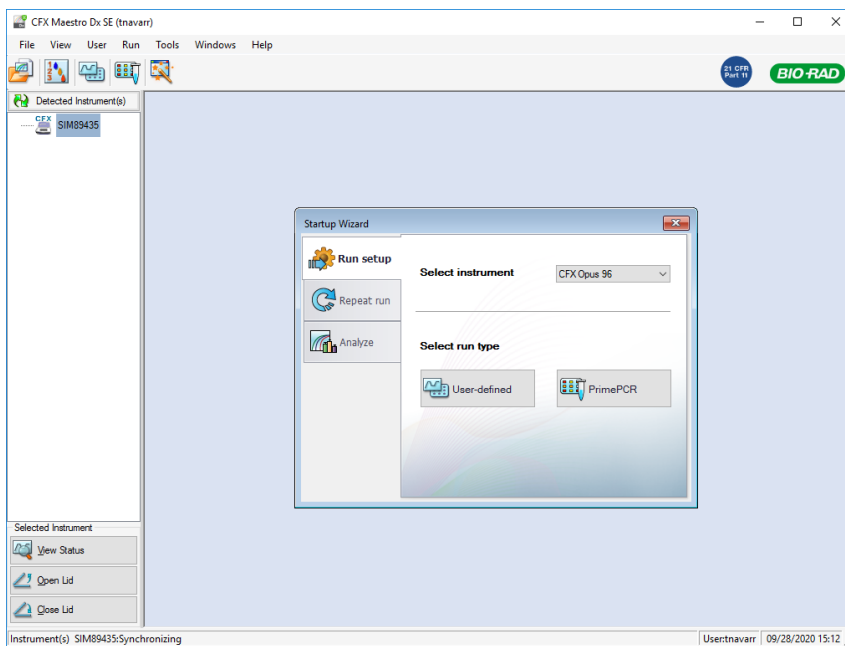 CFX Maestro Dx SE (tnavarr)
File View User Run Tools Windows Help
21 CFR
Part 11
BIO-RAD
Detected Instrument(s)
CFX
SIM89435
Startup Wizard
Run setup
Repeat run
Analyze
Select instrument
CFX Opus 96
Select run type
User-defined
PrimePCR
Selected Instrument
View Status
Open Lid
Close Lid
Instrument(s) SIM89435:Synchronizing
User:tnavarr 09/28/2020 15:12